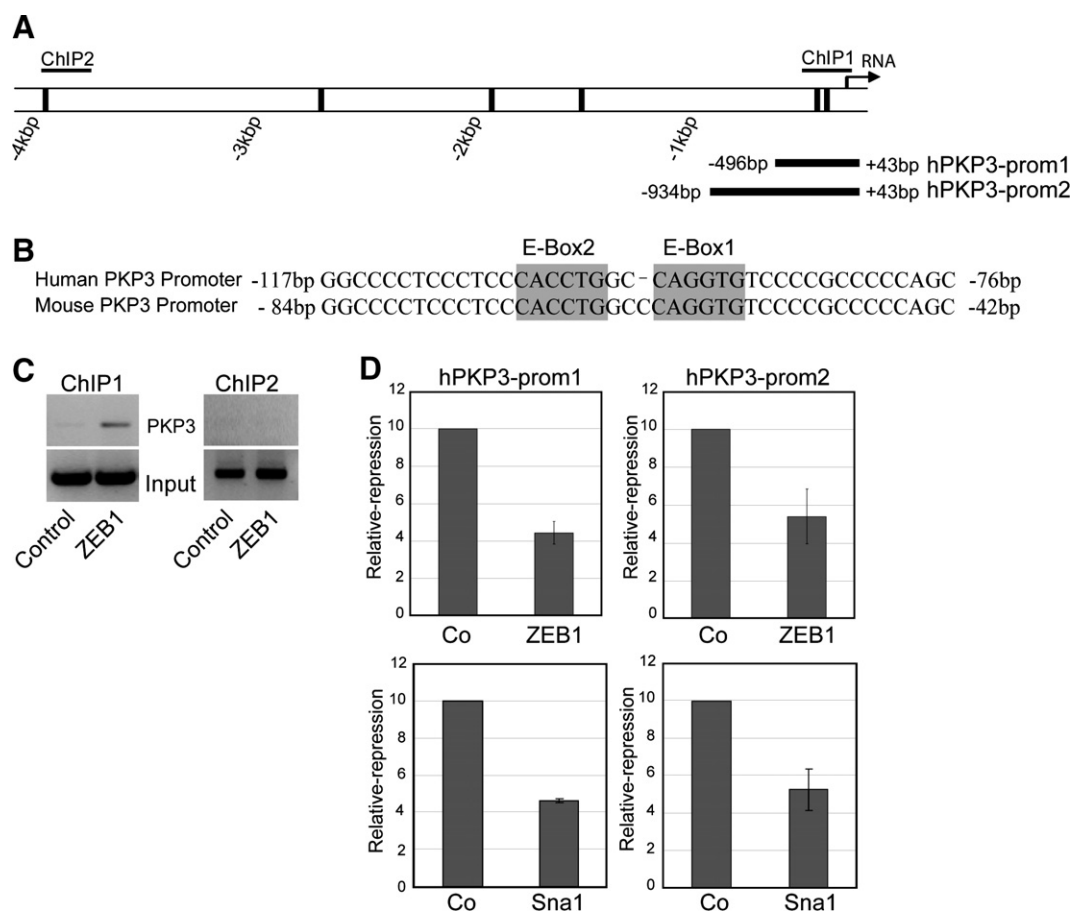 A
ChIP2
ChIP1
RNA
-4kbp
-3kbp
-2kbp
-1kbp
-496bp +43bp hPKP3-prom1
-934bp +43bp hPKP3-prom2
B
E-Box2 E-Box1
Human PKP3 Promoter -117bp GGCCCCTCCCTCCCACCTGGC-CAGGTGTCCCCGCCCCCAGC -76bp
Mouse PKP3 Promoter - 84bp GGCCCCTCCCTCCCACCTGGCCCAGGTGTCCCCGCCCCCAGC -42bp
C
ChIP1 ChIP2
PKP3
Input
Control ZEB1 Control ZEB1
D
hPKP3-prom1
Relative-repression
12
10
8
6
4
2
0
Co ZEB1
hPKP3-prom2
Relative-repression
12
10
8
6
4
2
0
Co ZEB1
Relative-repression
12
10
8
6
4
2
0
Co Sna1
Relative-repression
12
10
8
6
4
2
0
Co Sna1